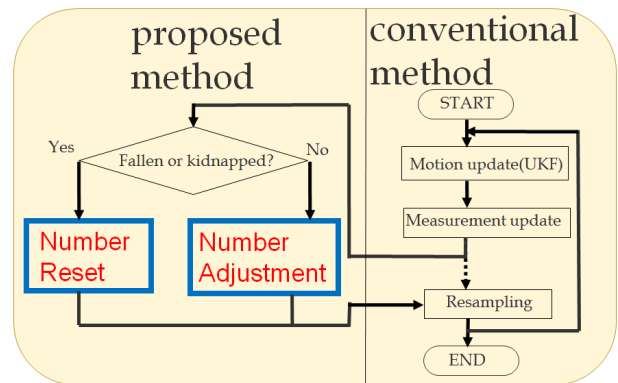 proposed
method
conventional
method
START
Yes
Fallen or kidnapped?
No
Motion update(UKF)
Measurement update
Number
Reset
Number
Adjustment
Resampling
END